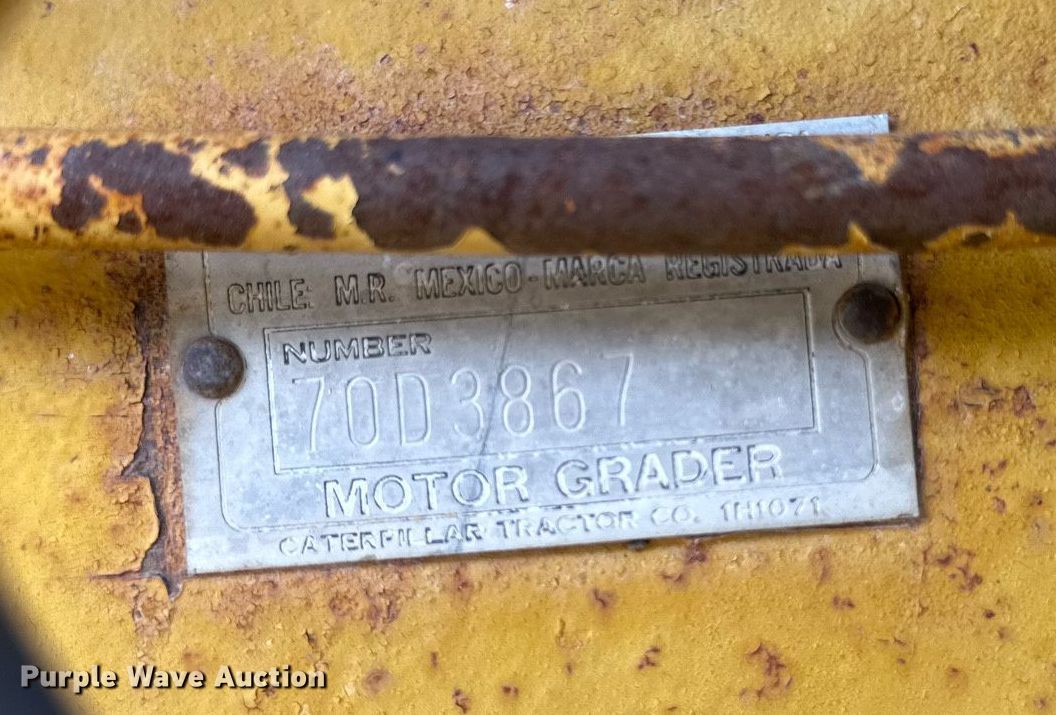 CHILE: M.R. MEXICO-MARCA REGISTRADA
NUMBER
70D3867
MOTOR GRADER
CATERPILLAR TRACTOR CO. 1H1071
Purple Wave Auction